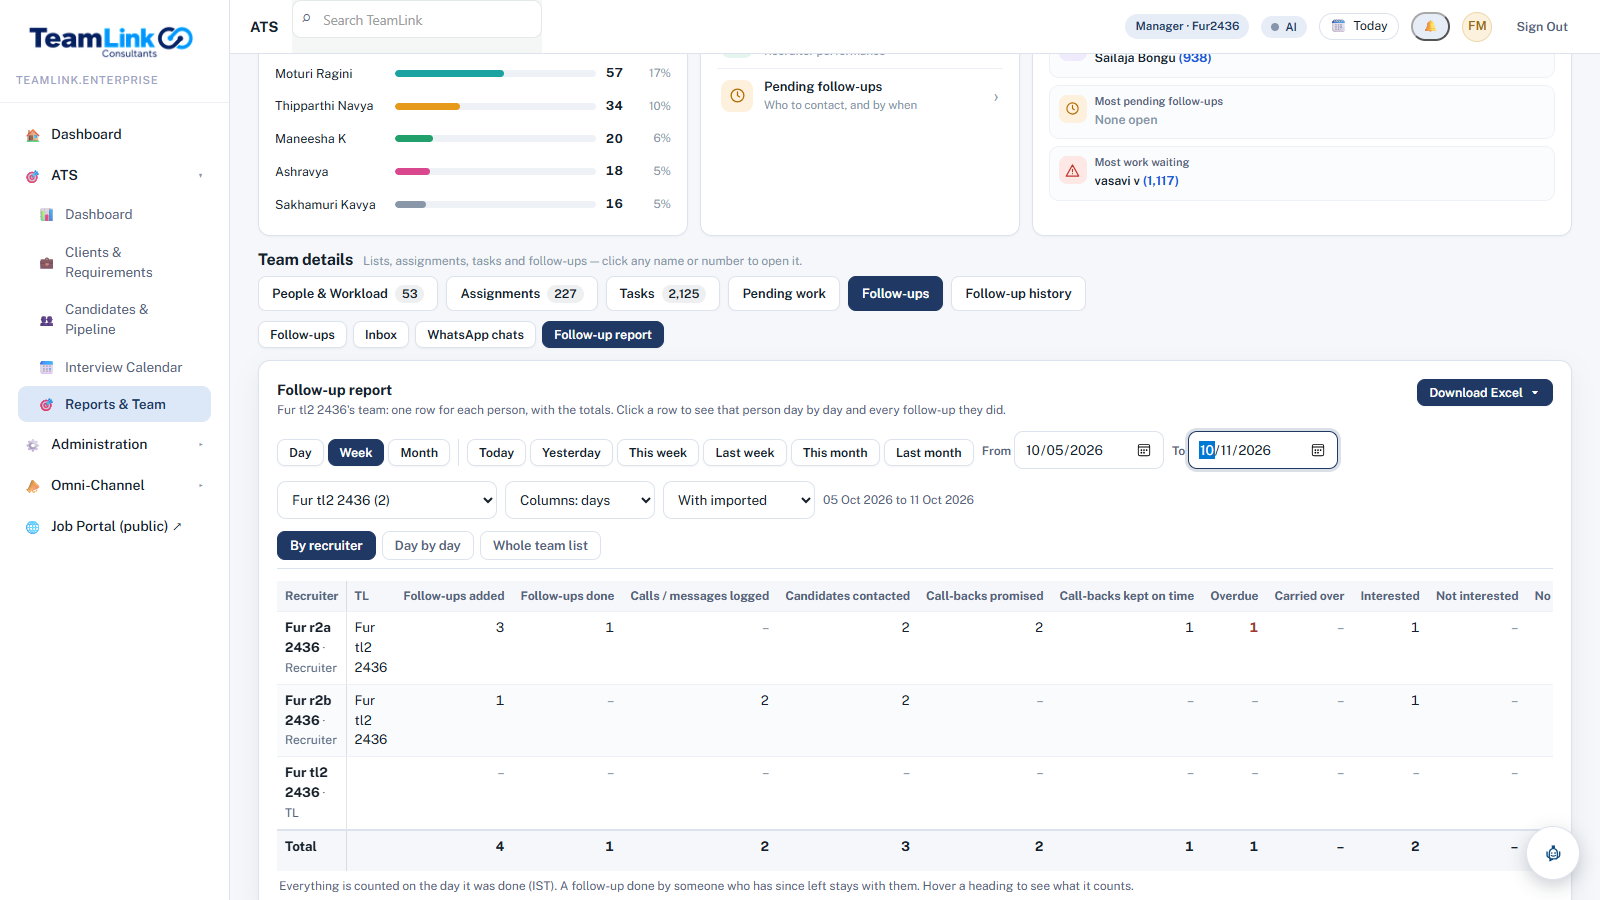 TeamLink
Consultants
TEAMLINK.ENTERPRISE
Dashboard
ATS
Dashboard
Clients &
Requirements
Candidates &
Pipeline
Interview Calendar
Reports & Team
Administration
Omni-Channel
Job Portal (public) ↗
ATS
Search TeamLink
Manager · Fur2436
AI
Today
FM
Sign Out
Moturi Ragini 57 17%
Thipparthi Navya 34 10%
Maneesha K 20 6%
Ashravya 18 5%
Sakhamuri Kavya 16 5%
Pending follow-ups
Who to contact, and by when
Sailaja Bongu (938)
Most pending follow-ups
None open
Most work waiting
vasavi v (1,117)
Team details Lists, assignments, tasks and follow-ups — click any name or number to open it.
People & Workload 53 Assignments 227 Tasks 2,125 Pending work Follow-ups Follow-up history
Follow-ups Inbox WhatsApp chats Follow-up report
Follow-up report
Download Excel
Fur tl2 2436's team: one row for each person, with the totals. Click a row to see that person day by day and every follow-up they did.
Day Week Month Today Yesterday This week Last week This month Last month From 10/05/2026 To 10/11/2026
Fur tl2 2436 (2) Columns: days With imported 05 Oct 2026 to 11 Oct 2026
By recruiter Day by day Whole team list
Recruiter TL Follow-ups added Follow-ups done Calls / messages logged Candidates contacted Call-backs promised Call-backs kept on time Overdue Carried over Interested Not interested No
Fur r2a 2436 · Recruiter Fur tl2 2436 3 1 – 2 2 1 1 – 1 –
Fur r2b 2436 · Recruiter Fur tl2 2436 1 – 2 2 – – – – 1 –
Fur tl2 2436 · TL – – – – – – – – – –
Total 4 1 2 3 2 1 1 – 2 –
Everything is counted on the day it was done (IST). A follow-up done by someone who has since left stays with them. Hover a heading to see what it counts.